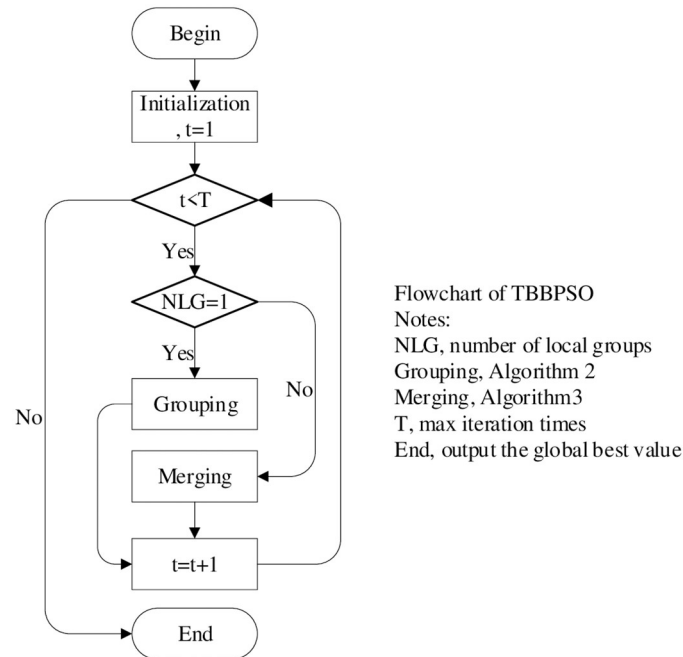 Begin
Initialization
, t=1
t<T
Yes
NLG=1
Yes
No
Grouping
No
Merging
t=t+1
End
Flowchart of TBBPSO
Notes:
NLG, number of local groups
Grouping, Algorithm 2
Merging, Algorithm3
T, max iteration times
End, output the global best value